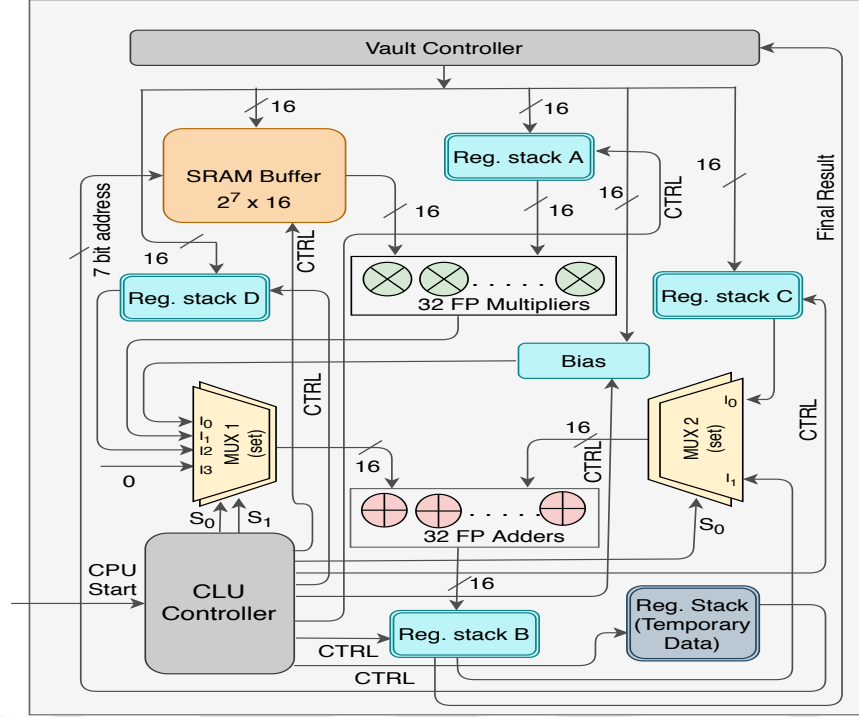 Vault Controller
16
16
SRAM Buffer
2⁷ x 16
Reg. stack A
16
16
16
16
CTRL
Final Result
7 bit address
16
CTRL
Reg. stack D
32 FP Multipliers
Reg. stack C
Bias
CTRL
CTRL
I₀
I₁
I2
I3
MUX 1
(set)
0
16
16
CTRL
MUX 2
(set)
I₀
I₁
S₀
S₁
S₀
32 FP Adders
CPU
Start
CLU
Controller
16
Reg. stack B
CTRL
CTRL
Reg. Stack
(Temporary
Data)